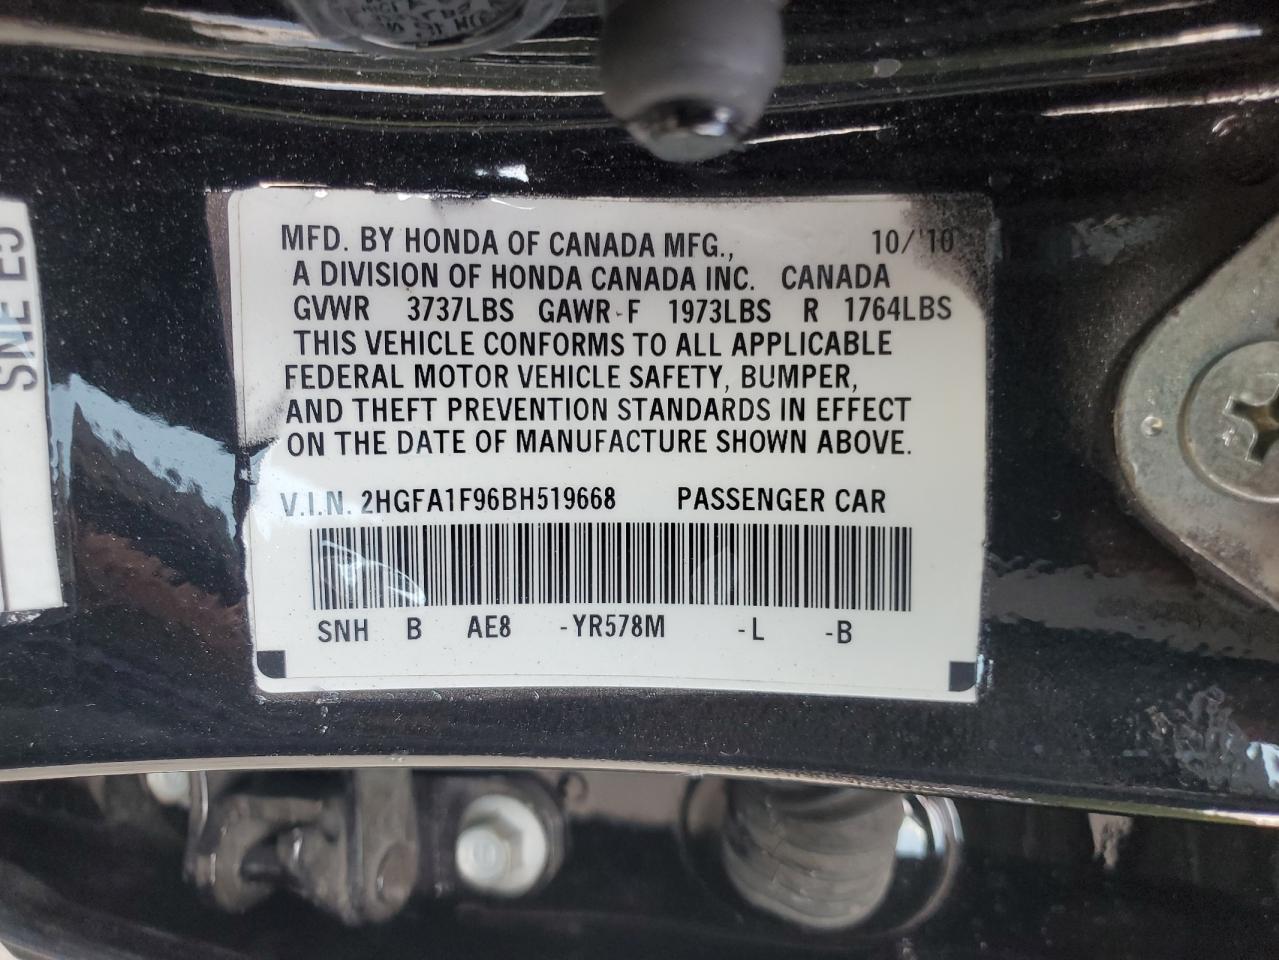 MFD. BY HONDA OF CANADA MFG., 10/'10
A DIVISION OF HONDA CANADA INC. CANADA
GVWR 3737LBS GAWR-F 1973LBS R 1764LBS
THIS VEHICLE CONFORMS TO ALL APPLICABLE
FEDERAL MOTOR VEHICLE SAFETY, BUMPER,
AND THEFT PREVENTION STANDARDS IN EFFECT
ON THE DATE OF MANUFACTURE SHOWN ABOVE.
V.I.N. 2HGFA1F96BH519668 PASSENGER CAR
SNH B AE8 -YR578M -L -B